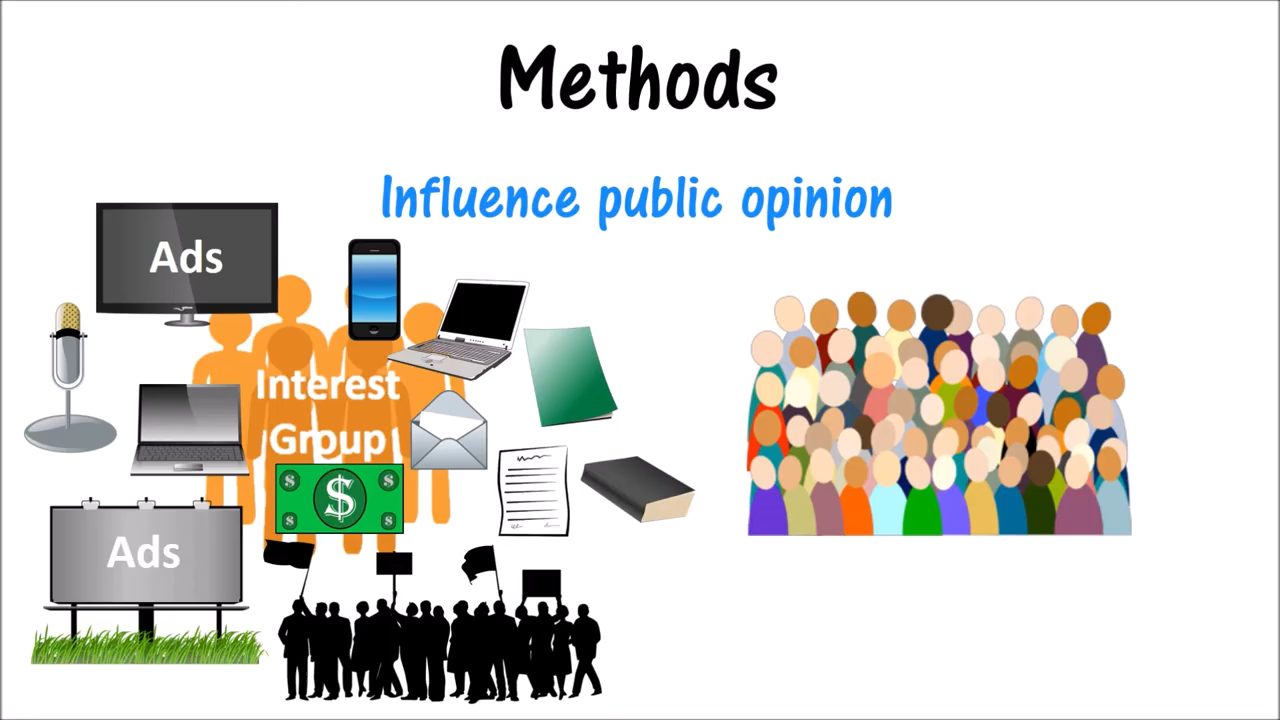 Methods
Influence public opinion
Ads
Interest
Group
$
Ads